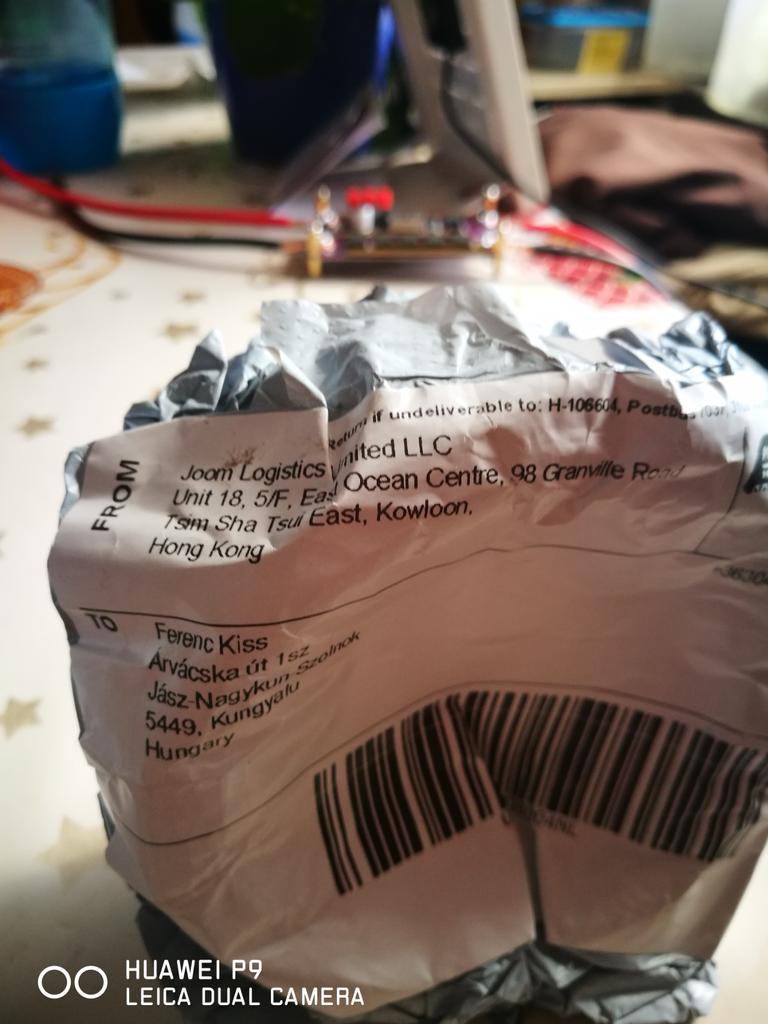 Return if undeliverable to: H-106604, Postbus
FROM
Joom Logistics Limited LLC
Unit 18, 5/F, East Ocean Centre, 98 Granville Road
Tsim Sha Tsui East, Kowloon,
Hong Kong
TO
Ferenc Kiss
Árvácska út 1sz
Jász-Nagykun-Szolnok
5449, Kungyalu
Hungary
HUAWEI P9
LEICA DUAL CAMERA